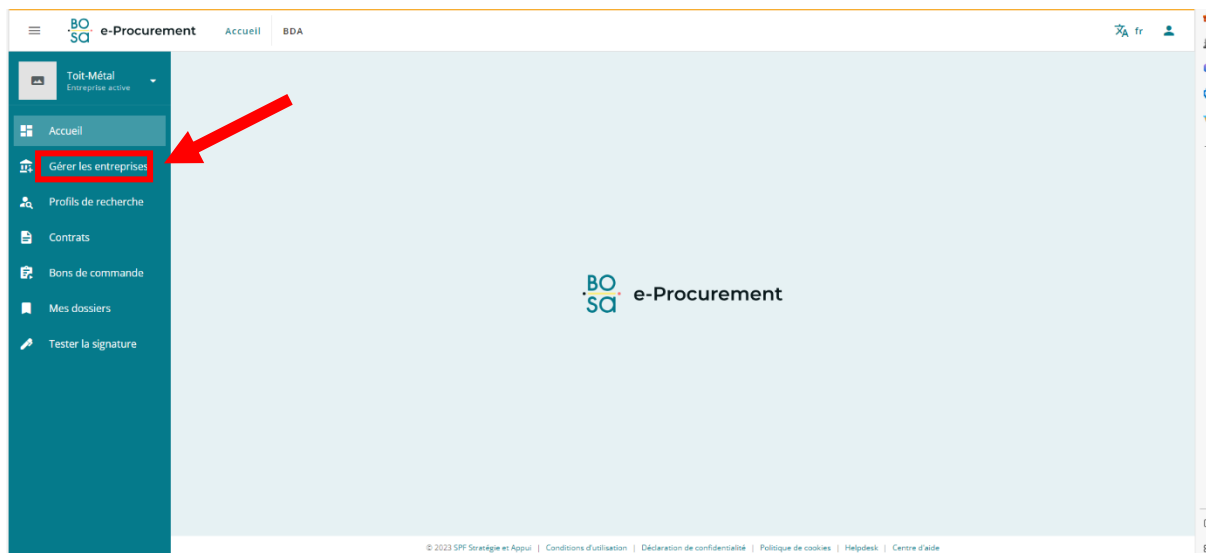 BO SA e-Procurement Accueil BDA fr
Toit-Métal
Entreprise active
Accueil
Gérer les entreprises
Profils de recherche
Contrats
Bons de commande
Mes dossiers
Tester la signature
BO SA e-Procurement
© 2023 SPF Stratégie et Appui | Conditions d'utilisation | Déclaration de confidentialité | Politique de cookies | Helpdesk | Centre d'aide